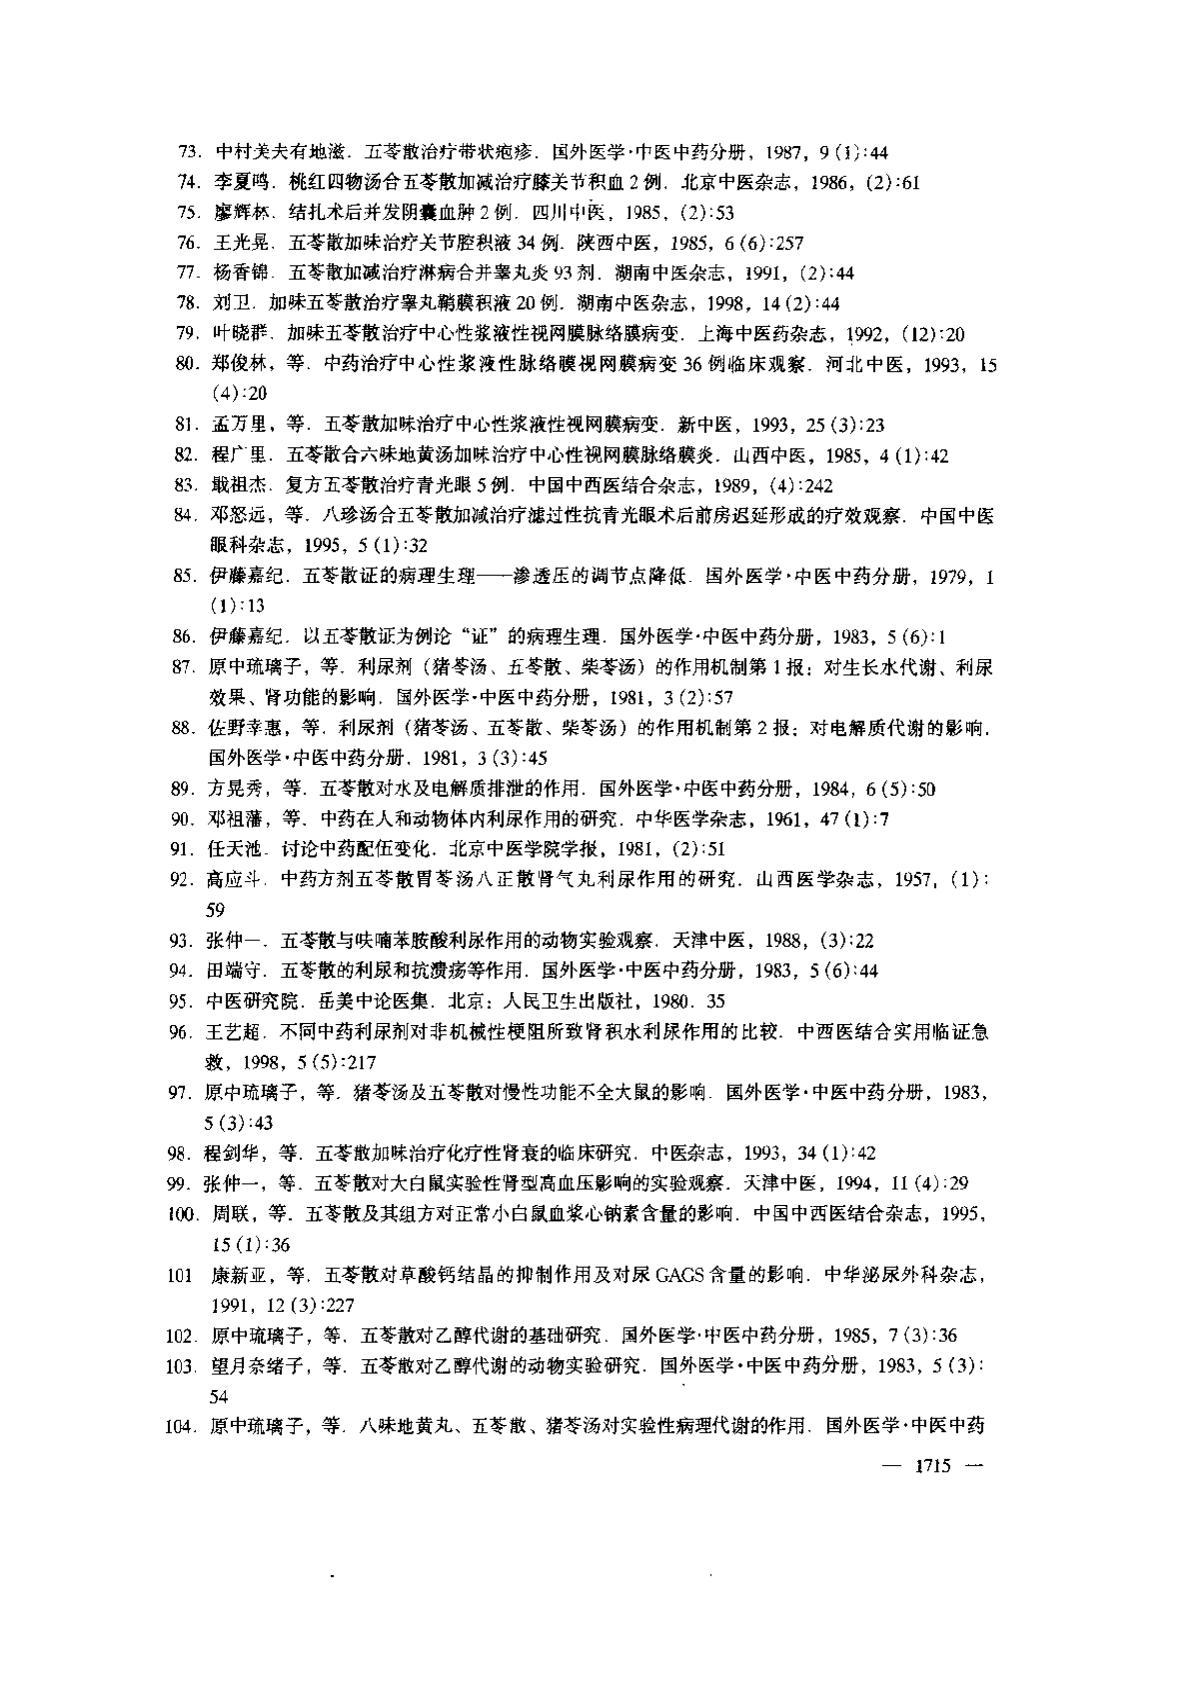 73. 中村美夫有地滋. 五苓散治疗带状疱疹. 国外医学·中医中药分册, 1987, 9 (1):44
74. 李夏鸣. 桃红四物汤合五苓散加减治疗膝关节积血 2 例. 北京中医杂志, 1986, (2):61
75. 廖辉林. 结扎术后并发阴囊血肿 2 例. 四川中医, 1985, (2):53
76. 王光晃. 五苓散加味治疗关节腔积液 34 例. 陕西中医, 1985, 6 (6):257
77. 杨香锦. 五苓散加减治疗淋病合并睾丸炎 93 剂. 湖南中医杂志, 1991, (2):44
78. 刘卫. 加味五苓散治疗睾丸鞘膜积液 20 例. 湖南中医杂志, 1998, 14 (2):44
79. 叶晓群. 加味五苓散治疗中心性浆液性视网膜脉络膜病变. 上海中医药杂志, 1992, (12):20
80. 郑俊林, 等. 中药治疗中心性浆液性脉络膜视网膜病变 36 例临床观察. 河北中医, 1993, 15
(4):20
81. 孟万里, 等. 五苓散加味治疗中心性浆液性视网膜病变. 新中医, 1993, 25 (3):23
82. 程广里. 五苓散合六味地黄汤加味治疗中心性视网膜脉络膜炎. 山西中医, 1985, 4 (1):42
83. 戢祖杰. 复方五苓散治疗青光眼 5 例. 中国中西医结合杂志, 1989, (4):242
84. 邓怒远, 等. 八珍汤合五苓散加减治疗滤过性抗青光眼术后前房迟延形成的疗效观察. 中国中医
眼科杂志, 1995, 5 (1):32
85. 伊藤嘉纪. 五苓散证的病理生理——渗透压的调节点降低. 国外医学·中医中药分册, 1979, 1
(1):13
86. 伊藤嘉纪. 以五苓散证为例论“证”的病理生理. 国外医学·中医中药分册, 1983, 5 (6):1
87. 原中琉璃子, 等. 利尿剂 (猪苓汤、五苓散、柴苓汤) 的作用机制第 1 报: 对生长水代谢、利尿
效果、肾功能的影响. 国外医学·中医中药分册, 1981, 3 (2):57
88. 佐野幸惠, 等. 利尿剂 (猪苓汤、五苓散、柴苓汤) 的作用机制第 2 报: 对电解质代谢的影响.
国外医学·中医中药分册. 1981, 3 (3):45
89. 方晃秀, 等. 五苓散对水及电解质排泄的作用. 国外医学·中医中药分册, 1984, 6 (5):50
90. 邓祖藩, 等. 中药在人和动物体内利尿作用的研究. 中华医学杂志, 1961, 47 (1):7
91. 任天池. 讨论中药配伍变化. 北京中医学院学报, 1981, (2):51
92. 高应斗. 中药方剂五苓散胃苓汤八正散肾气丸利尿作用的研究. 山西医学杂志, 1957, (1):
59
93. 张仲一. 五苓散与呋喃苯胺酸利尿作用的动物实验观察. 天津中医, 1988, (3):22
94. 田端守. 五苓散的利尿和抗溃疡等作用. 国外医学·中医中药分册, 1983, 5 (6):44
95. 中医研究院. 岳美中论医集. 北京: 人民卫生出版社, 1980. 35
96. 王艺超. 不同中药利尿剂对非机械性梗阻所致肾积水利尿作用的比较. 中西医结合实用临证急
救, 1998, 5 (5):217
97. 原中琉璃子, 等. 猪苓汤及五苓散对慢性功能不全大鼠的影响. 国外医学·中医中药分册, 1983,
5 (3):43
98. 程剑华, 等. 五苓散加味治疗化疗性肾衰的临床研究. 中医杂志, 1993, 34 (1):42
99. 张仲一, 等. 五苓散对大白鼠实验性肾型高血压影响的实验观察. 天津中医, 1994, 11 (4):29
100. 周联, 等. 五苓散及其组方对正常小白鼠血浆心钠素含量的影响. 中国中西医结合杂志, 1995,
15 (1):36
101 康新亚, 等. 五苓散对草酸钙结晶的抑制作用及对尿 GAGS 含量的影响. 中华泌尿外科杂志,
1991, 12 (3):227
102. 原中琉璃子, 等. 五苓散对乙醇代谢的基础研究. 国外医学·中医中药分册, 1985, 7 (3):36
103. 望月奈绪子, 等. 五苓散对乙醇代谢的动物实验研究. 国外医学·中医中药分册, 1983, 5 (3):
54
104. 原中琉璃子, 等. 八味地黄丸、五苓散、猪苓汤对实验性病理代谢的作用. 国外医学·中医中药
— 1715 —